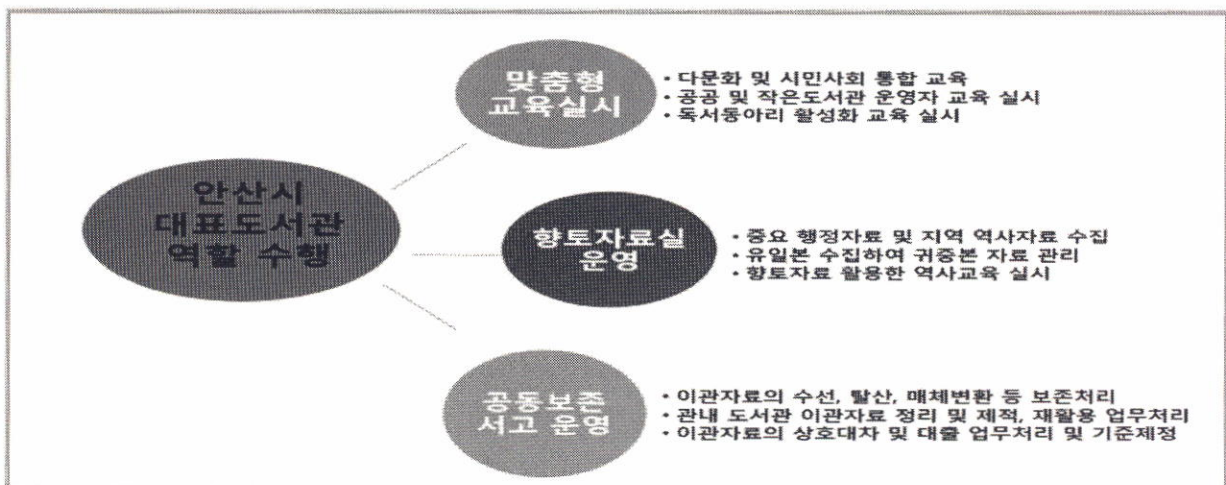 맞춤형
교육실시
• 다문화 및 시민사회 통합 교육
• 공공 및 작은도서관 운영자 교육 실시
• 독서동아리 활성화 교육 실시
안산시
대표도서관
역할 수행
향토자료실
운영
• 중요 행정자료 및 지역 역사자료 수집
• 유일본 수집하여 귀중본 자료 관리
• 향토자료 활용한 역사교육 실시
공동보존
서고 운영
• 이관자료의 수선, 탈산, 매체변환 등 보존처리
• 관내 도서관 이관자료 정리 및 제적, 재활용 업무처리
• 이관자료의 상호대차 및 대출 업무처리 및 기준제정